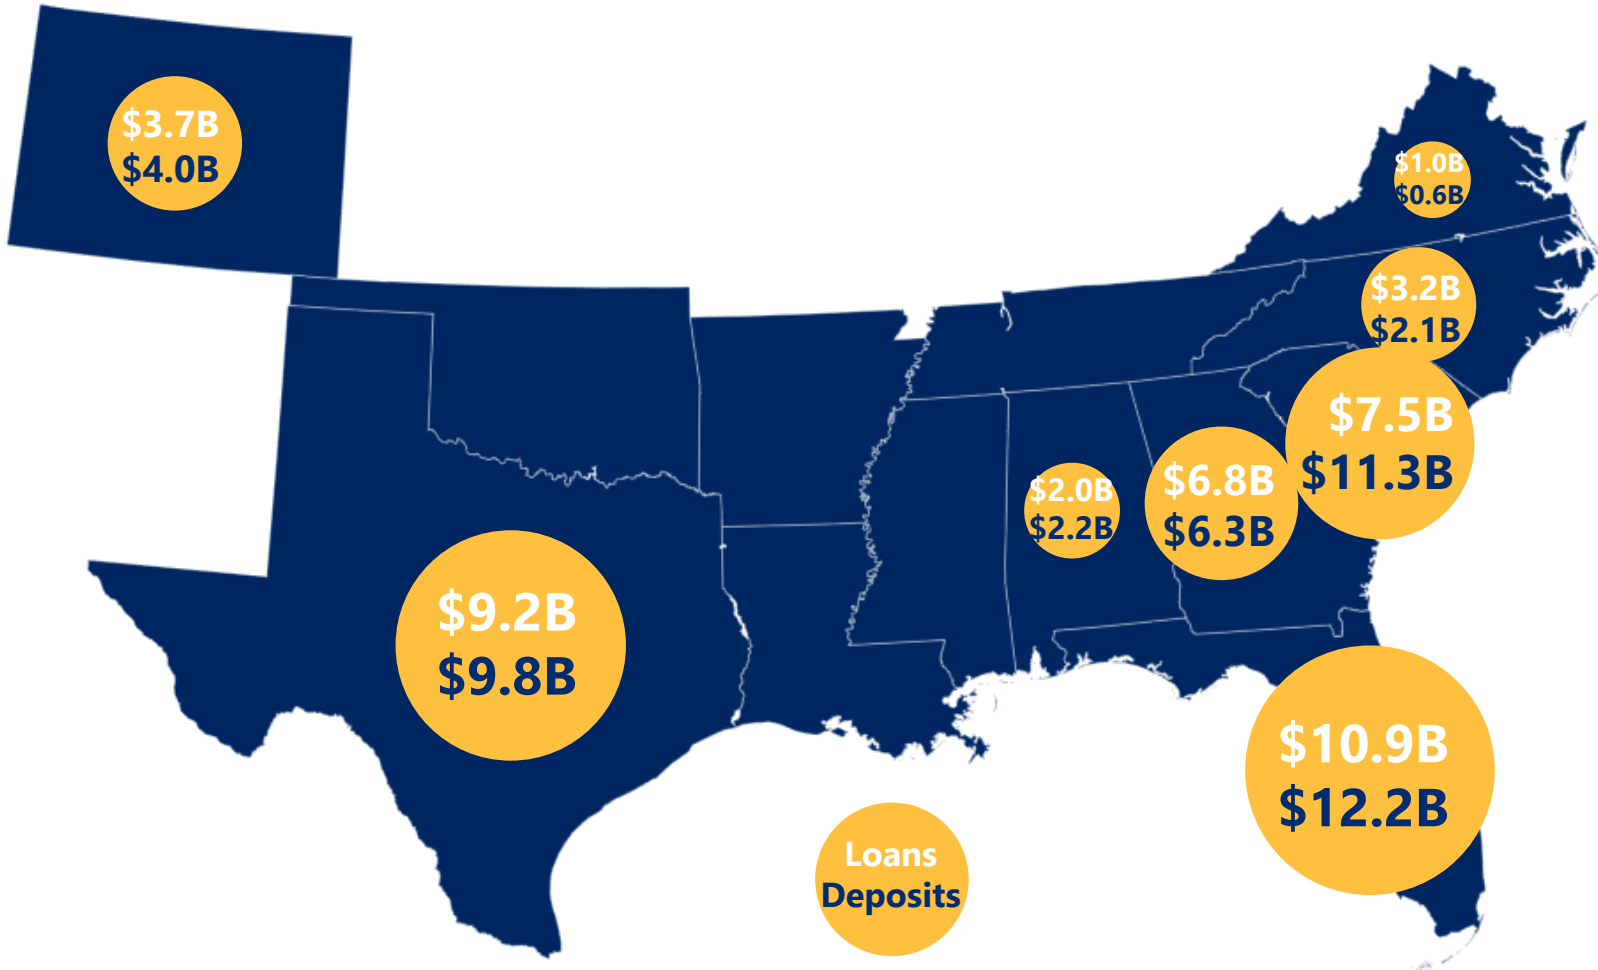 $3.7B
$4.0B
$1.0B
$0.6B
$3.2B
$2.1B
$7.5B
$11.3B
$2.0B
$2.2B
$6.8B
$6.3B
$9.2B
$9.8B
$10.9B
$12.2B
Loans
Deposits